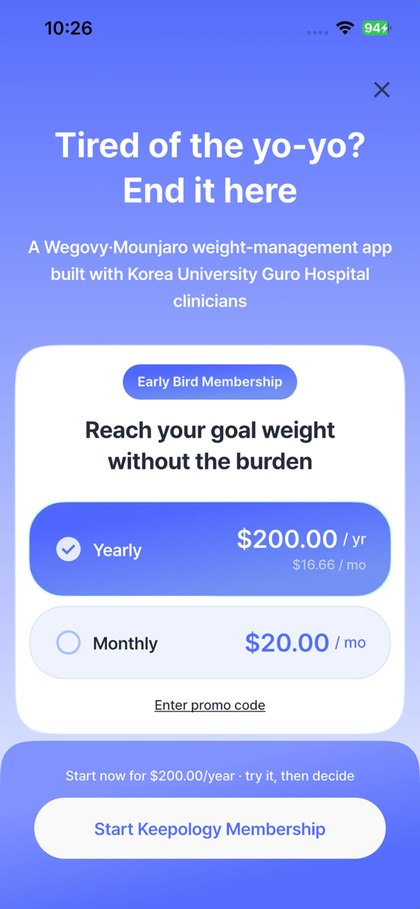 10:26
94
Tired of the yo-yo?
End it here
A Wegovy·Mounjaro weight-management app
built with Korea University Guro Hospital
clinicians
Early Bird Membership
Reach your goal weight
without the burden
Yearly
$200.00 / yr
$16.66 / mo
Monthly
$20.00 / mo
Enter promo code
Start now for $200.00/year · try it, then decide
Start Keepology Membership